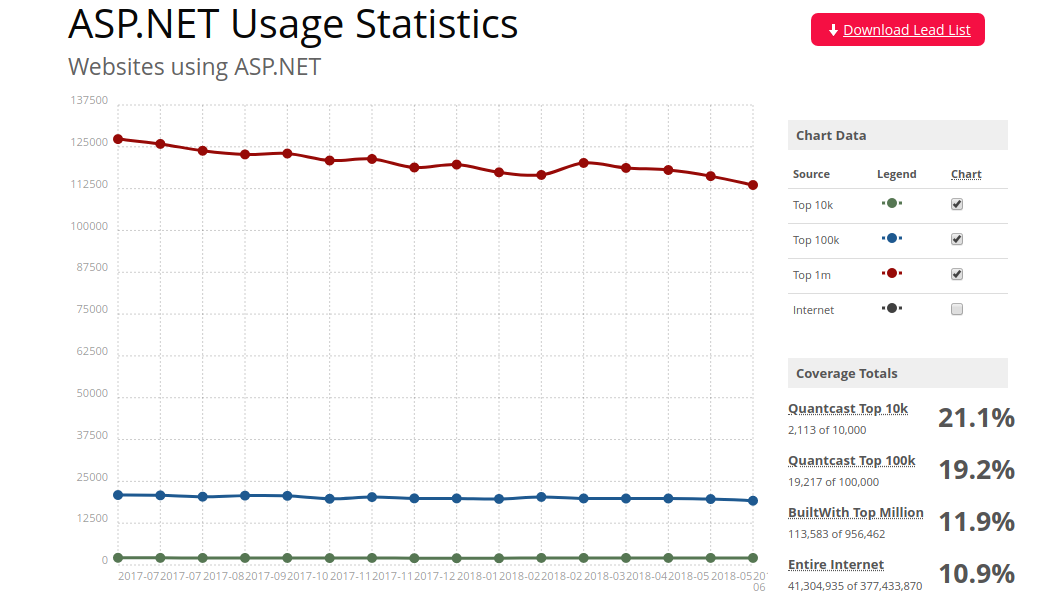 ASP.NET Usage Statistics
Download Lead List
Websites using ASP.NET
137500
125000
112500
100000
87500
75000
62500
50000
37500
25000
12500
0
2017-07 2017-07 2017-08 2017-09 2017-10 2017-11 2017-11 2017-12 2018-01 2018-02 2018-02 2018-03 2018-04 2018-05 2018-05 201
06
Chart Data
Source Legend Chart
Top 10k
Top 100k
Top 1m
Internet
Coverage Totals
Quantcast Top 10k 21.1%
2,113 of 10,000
Quantcast Top 100k 19.2%
19,217 of 100,000
BuiltWith Top Million 11.9%
113,583 of 956,462
Entire Internet 10.9%
41,304,935 of 377,433,870